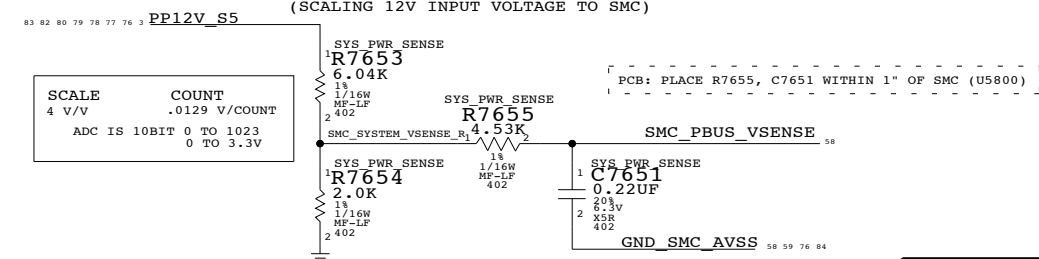 (SCALING 12V INPUT VOLTAGE TO SMC)
83 82 80 79 78 77 76 3 PP12V_S5
SYS_PWR_SENSE
1
R7653
6.04K
1%
1/16W
MF-LF
2 402
PCB: PLACE R7655, C7651 WITHIN 1" OF SMC (U5800)
SCALE COUNT
4 V/V .0129 V/COUNT
ADC IS 10BIT 0 TO 1023
0 TO 3.3V
SYS_PWR_SENSE
R7655
4.53K
SMC_SYSTEM_VSENSE_R 1 2
1%
1/16W
MF-LF
402
SMC_PBUS_VSENSE 58
SYS_PWR_SENSE
1
R7654
2.0K
1%
1/16W
MF-LF
2 402
SYS_PWR_SENSE
1 C7651
0.22UF
20%
6.3V
2 X5R
402
GND_SMC_AVSS 58 59 76 84